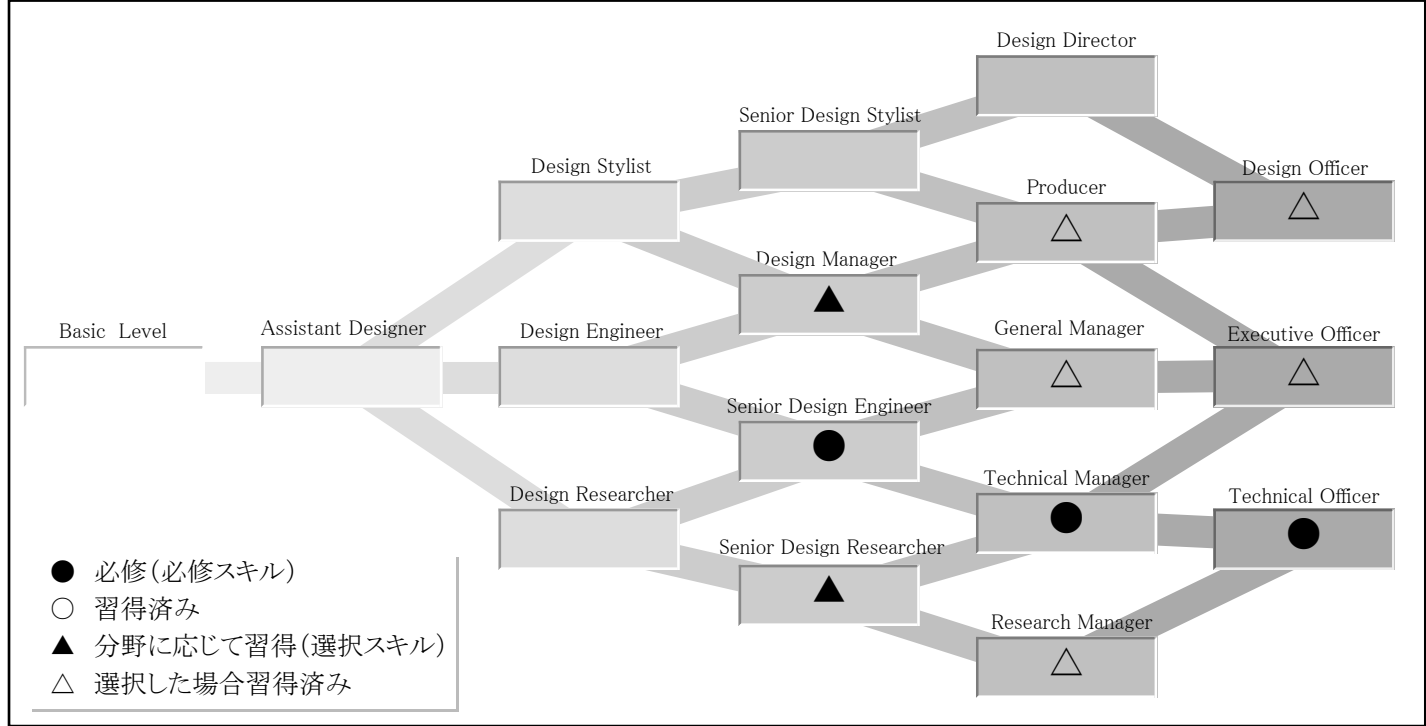 Design Director
Senior Design Stylist
Design Stylist
Design Officer
Producer
△
△
Design Manager
▲
Basic Level
Assistant Designer
Design Engineer
General Manager
Executive Officer
△
△
Senior Design Engineer
●
Technical Manager
●
Design Researcher
Technical Officer
●
Senior Design Researcher
▲
Research Manager
△
● 必修(必修スキル)
○ 習得済み
▲ 分野に応じて習得(選択スキル)
△ 選択した場合習得済み